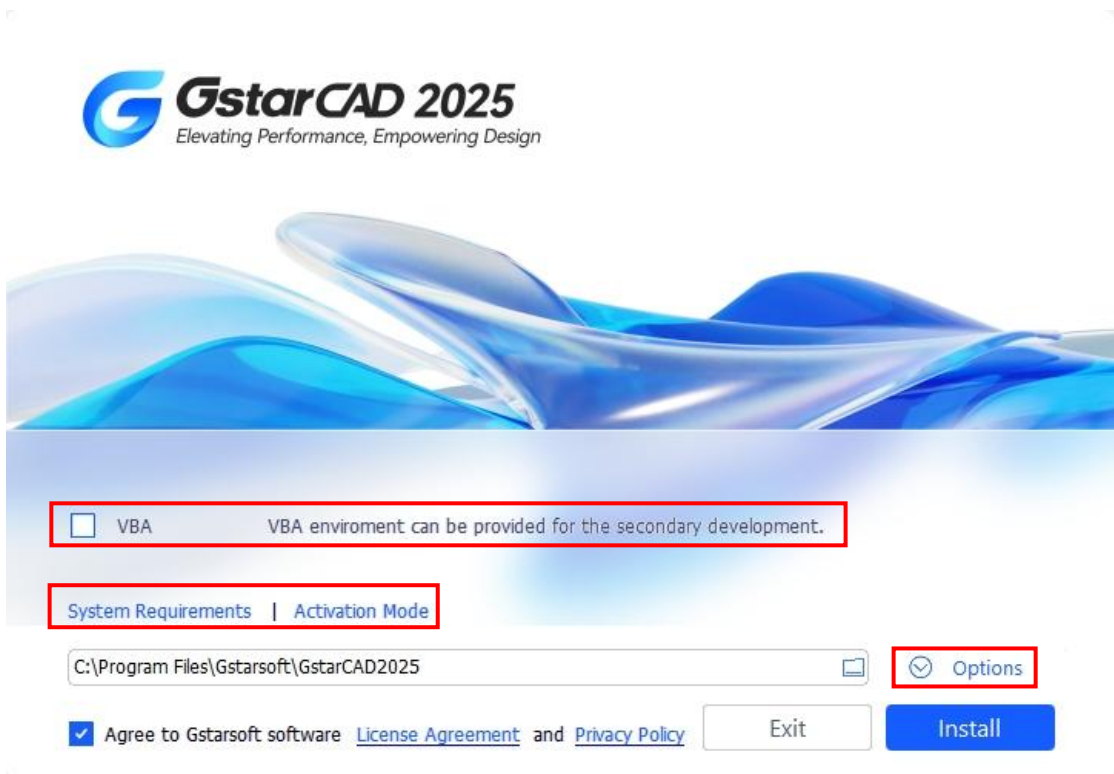 GstarCAD 2025
Elevating Performance, Empowering Design
VBA VBA enviroment can be provided for the secondary development.
System Requirements | Activation Mode
C:\Program Files\Gstarsoft\GstarCAD2025 Options
Agree to Gstarsoft software License Agreement and Privacy Policy Exit Install